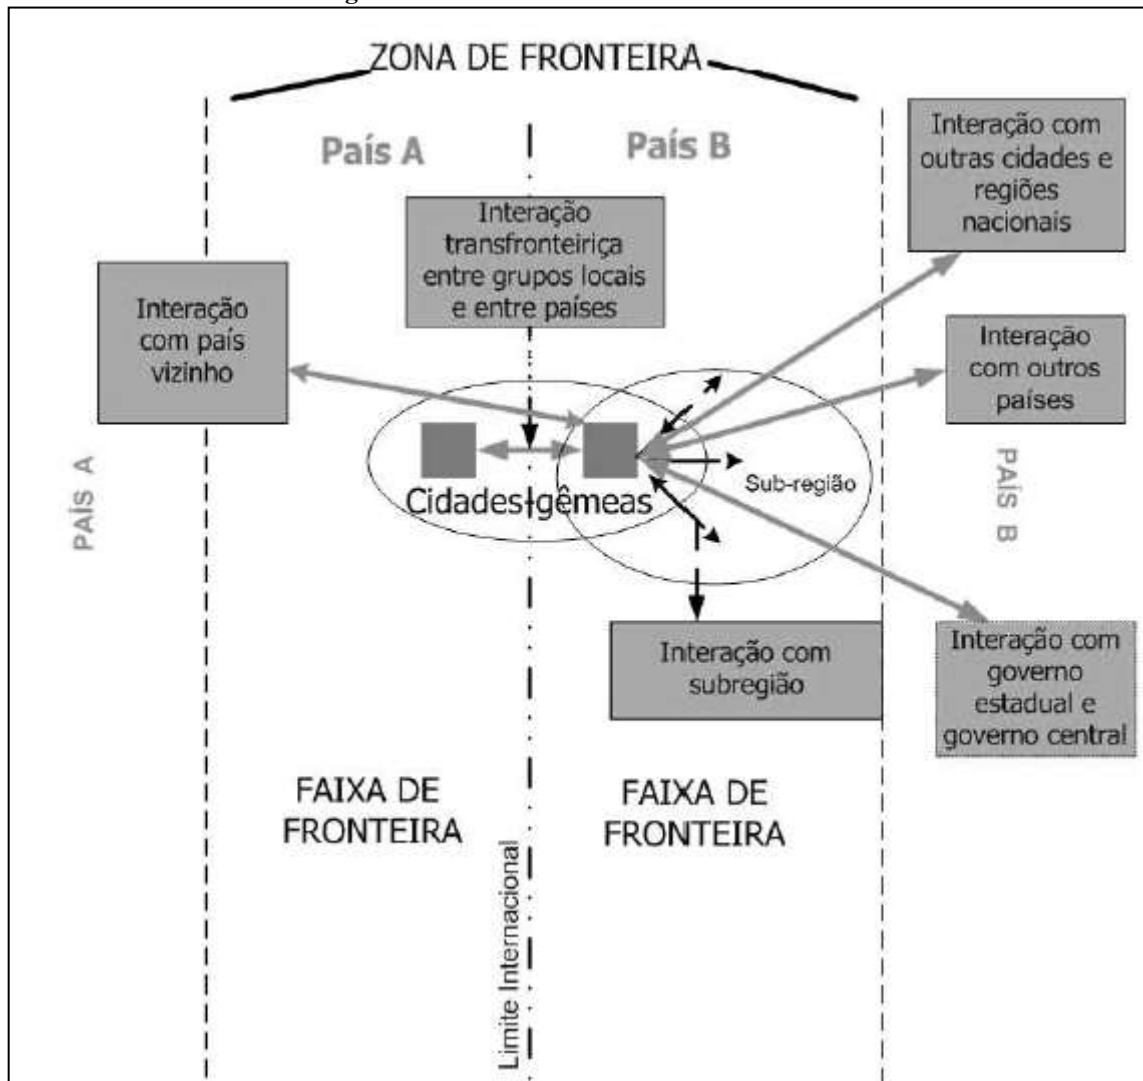 ZONA DE FRONTEIRA
País A
País B
Interação com
outras cidades e
regiões
nacionais
Interação
transfronteiriça
entre grupos locais
e entre países
Interação
com país
vizinho
Interação
com outros
países
Cidades-gêmeas
Sub-região
PAÍS A
PAÍS B
Interação com
subregião
Interação com
governo
estadual e
governo central
FAIXA DE
FRONTEIRA
FAIXA DE
FRONTEIRA
Limite Internacional